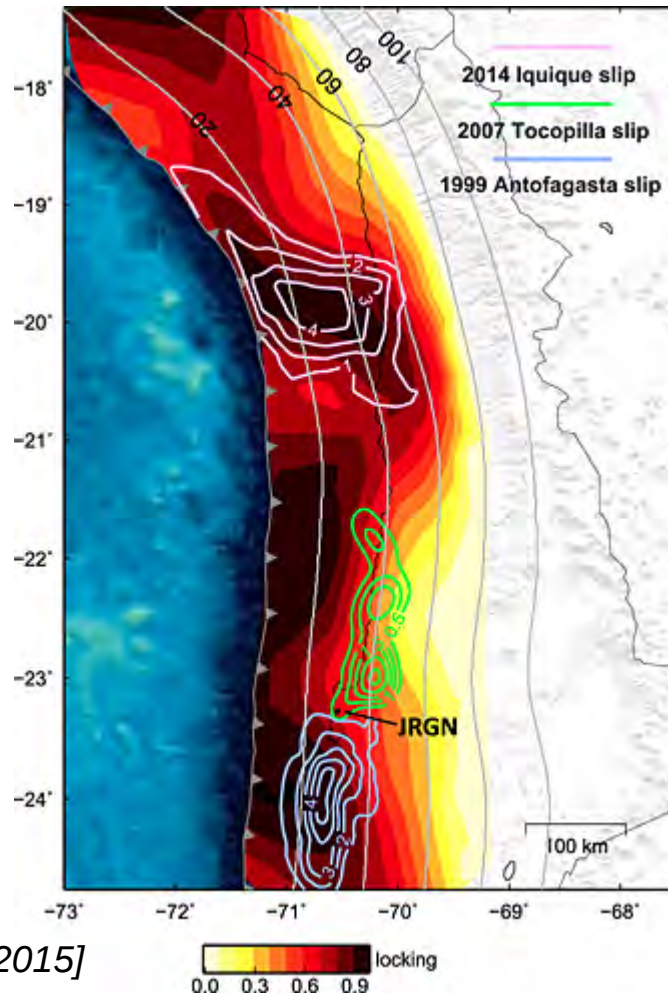 −18
−19
−20
−21
−22
−23
−24
20
40
60
80
100
2014 Iquique slip
2007 Tocopilla slip
1999 Antofagasta slip
2
3
4
1
0.5
JRGN
4
2
3
100 km
−73 −72 −71 −70 −69 −68
2015]
locking
0.0 0.3 0.6 0.9